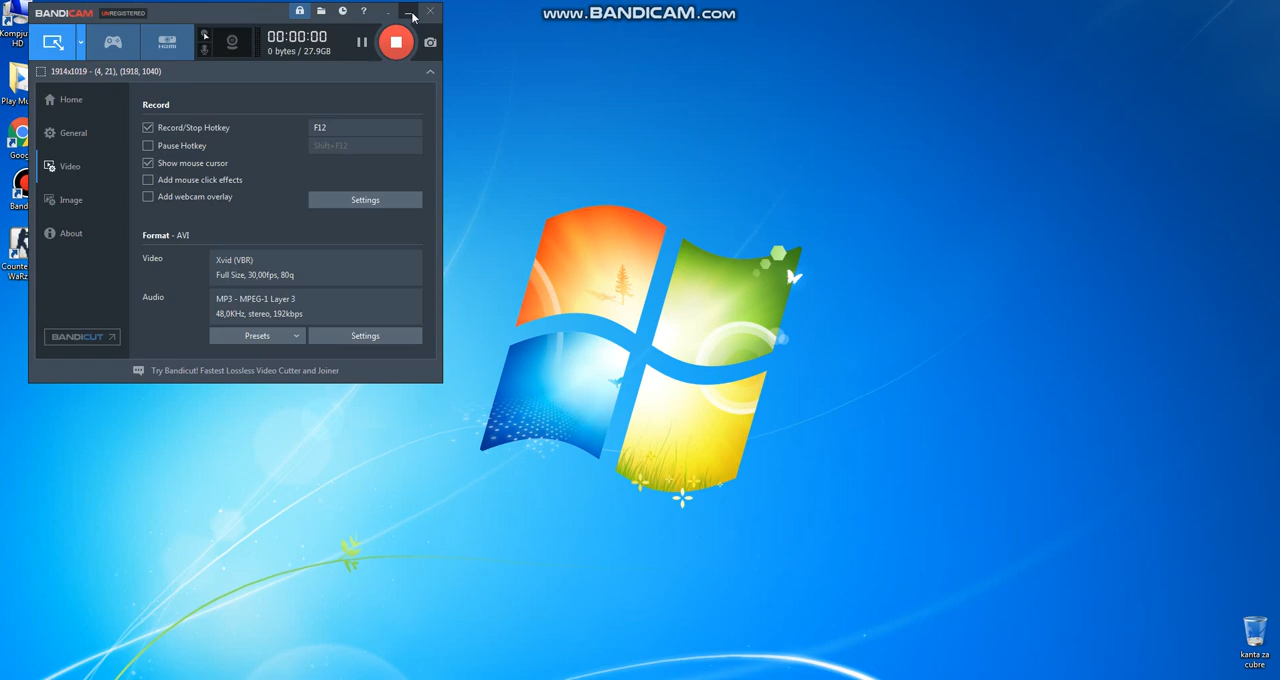 BANDICAM UNREGISTERED
www.BANDICAM.com
HDMI
00:00:00
0 bytes / 27.9GB
1914x1019 - (4, 21), (1918, 1040)
Home
General
Video
Image
About
BANDICUT
Record
Record/Stop Hotkey F12
Pause Hotkey Shift+F12
Show mouse cursor
Add mouse click effects
Add webcam overlay
Settings
Format - AVI
Video
Xvid (VBR)
Full Size, 30,00fps, 80q
Audio
MP3 - MPEG-1 Layer 3
48,0KHz, stereo, 192kbps
Presets
Settings
Try Bandicut! Fastest Lossless Video Cutter and Joiner
HD
WaRz
kanta za
cubre